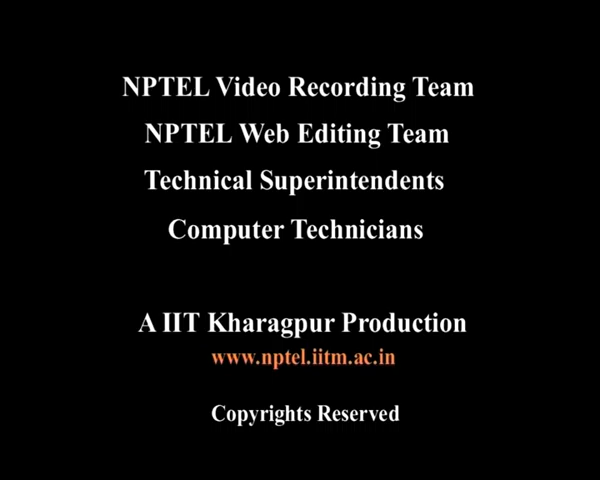 NPTEL Video Recording Team
NPTEL Web Editing Team
Technical Superintendents
Computer Technicians
A IIT Kharagpur Production
www.nptel.iitm.ac.in
Copyrights Reserved